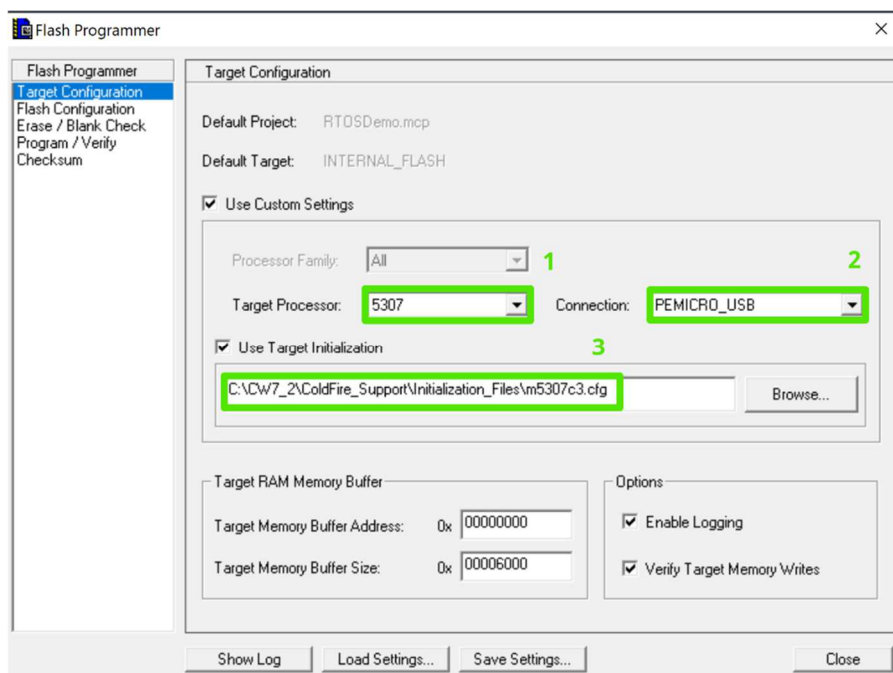 Flash Programmer
Flash Programmer
Target Configuration
Flash Configuration
Erase / Blank Check
Program / Verify
Checksum
Target Configuration
Default Project: RTOSDemo.mcp
Default Target: INTERNAL_FLASH
Use Custom Settings
Processor Family: All 1 2
Target Processor: 5307 Connection: PEMICRO_USB
Use Target Initialization 3
C:\CW7_2\ColdFire_Support\Initialization_Files\m5307c3.cfg Browse...
Target RAM Memory Buffer
Target Memory Buffer Address: 0x 00000000
Target Memory Buffer Size: 0x 00006000
Options
Enable Logging
Verify Target Memory Writes
Show Log Load Settings... Save Settings... Close